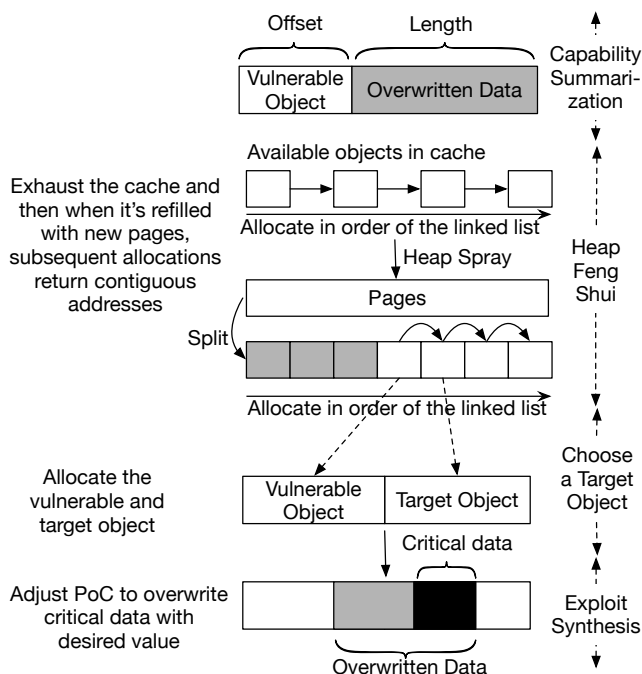 Offset
Length
Vulnerable
Object
Overwritten Data
Capability
Summari-
zation
Available objects in cache
Exhaust the cache and
then when it's refilled
with new pages,
subsequent allocations
return contiguous
addresses
Allocate in order of the linked list
Heap Spray
Pages
Split
Allocate in order of the linked list
Heap
Feng
Shui
Allocate the
vulnerable and
target object
Vulnerable
Object
Target Object
Choose
a Target
Object
Critical data
Adjust PoC to overwrite
critical data with
desired value
Overwritten Data
Exploit
Synthesis